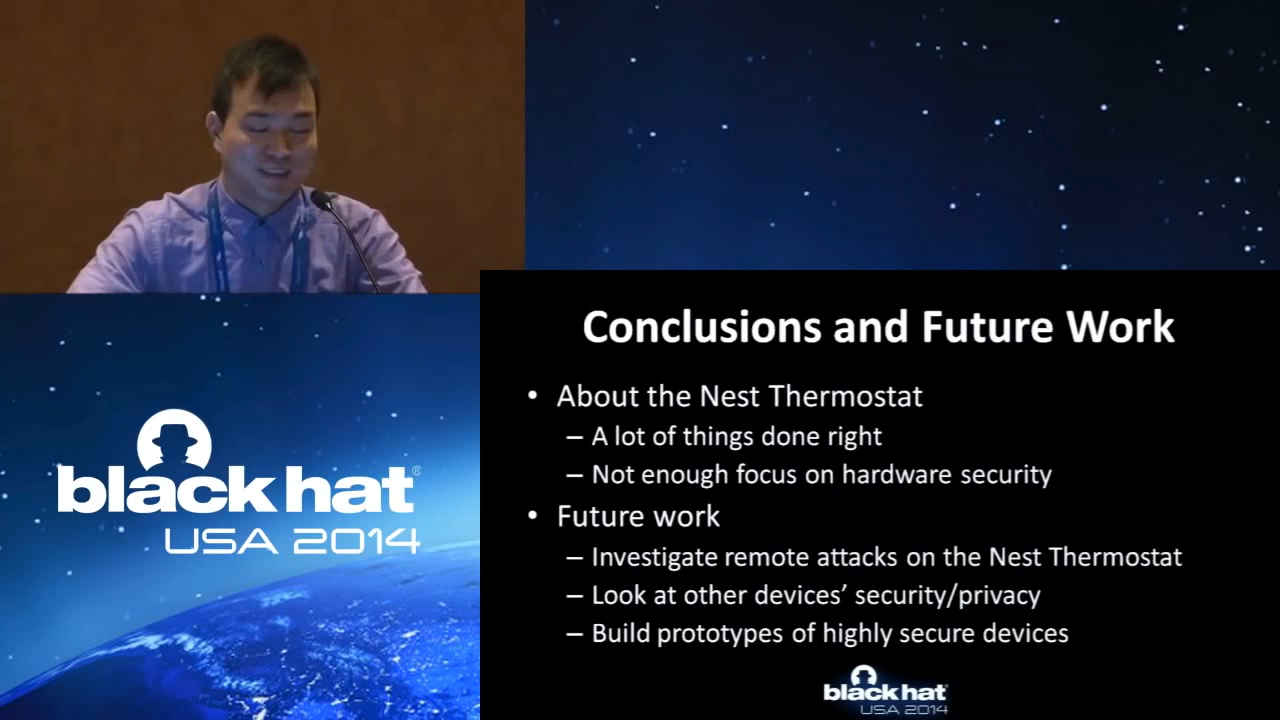 Conclusions and Future Work
• About the Nest Thermostat
– A lot of things done right
– Not enough focus on hardware security
• Future work
– Investigate remote attacks on the Nest Thermostat
– Look at other devices’ security/privacy
– Build prototypes of highly secure devices
black hat®
USA 2014
black hat
USA 2014